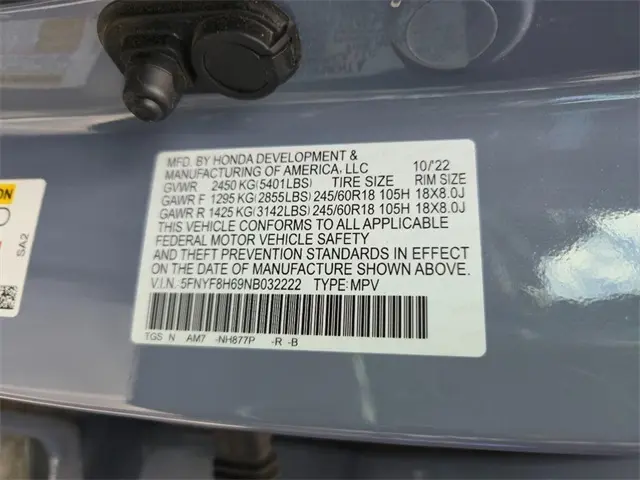 MFD. BY HONDA DEVELOPMENT &
MANUFACTURING OF AMERICA, LLC 10/'22
GVWR 2450 KG(5401LBS) TIRE SIZE RIM SIZE
GAWR F 1295 KG(2855LBS) 245/60R18 105H 18X8.0J
GAWR R 1425 KG(3142LBS) 245/60R18 105H 18X8.0J
THIS VEHICLE CONFORMS TO ALL APPLICABLE
FEDERAL MOTOR VEHICLE SAFETY
AND THEFT PREVENTION STANDARDS IN EFFECT
ON THE DATE OF MANUFACTURE SHOWN ABOVE.
V.I.N.: 5FNYF8H69NB032222 TYPE: MPV
TGS N AM7 -NH877P -R -B
SA2